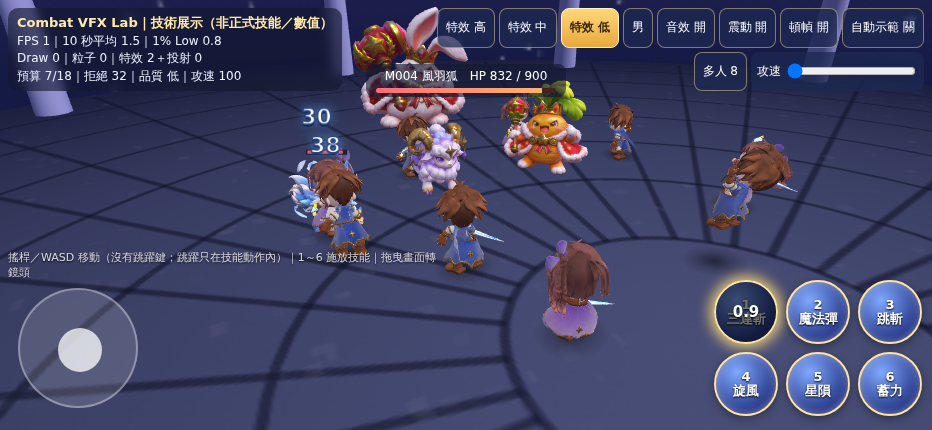 Combat VFX Lab｜技術展示（非正式技能／數值）
FPS 1｜10 秒平均 1.5｜1% Low 0.8
Draw 0｜粒子 0｜特效 2＋投射 0
預算 7/18｜拒絕 32｜品質 低｜攻速 100
特效 高
特效 中
特效 低
男
音效 開
震動 開
頓幀 開
自動示範 關
多人 8
攻速
M004 風羽狐 HP 832 / 900
30
38
搖桿／WASD 移動（沒有跳躍鍵；跳躍只在技能動作內）｜1～6 施放技能｜拖曳畫面轉
鏡頭
1
0.9
三連斬
2
魔法彈
3
跳斬
4
旋風
5
星隕
6
蓄力